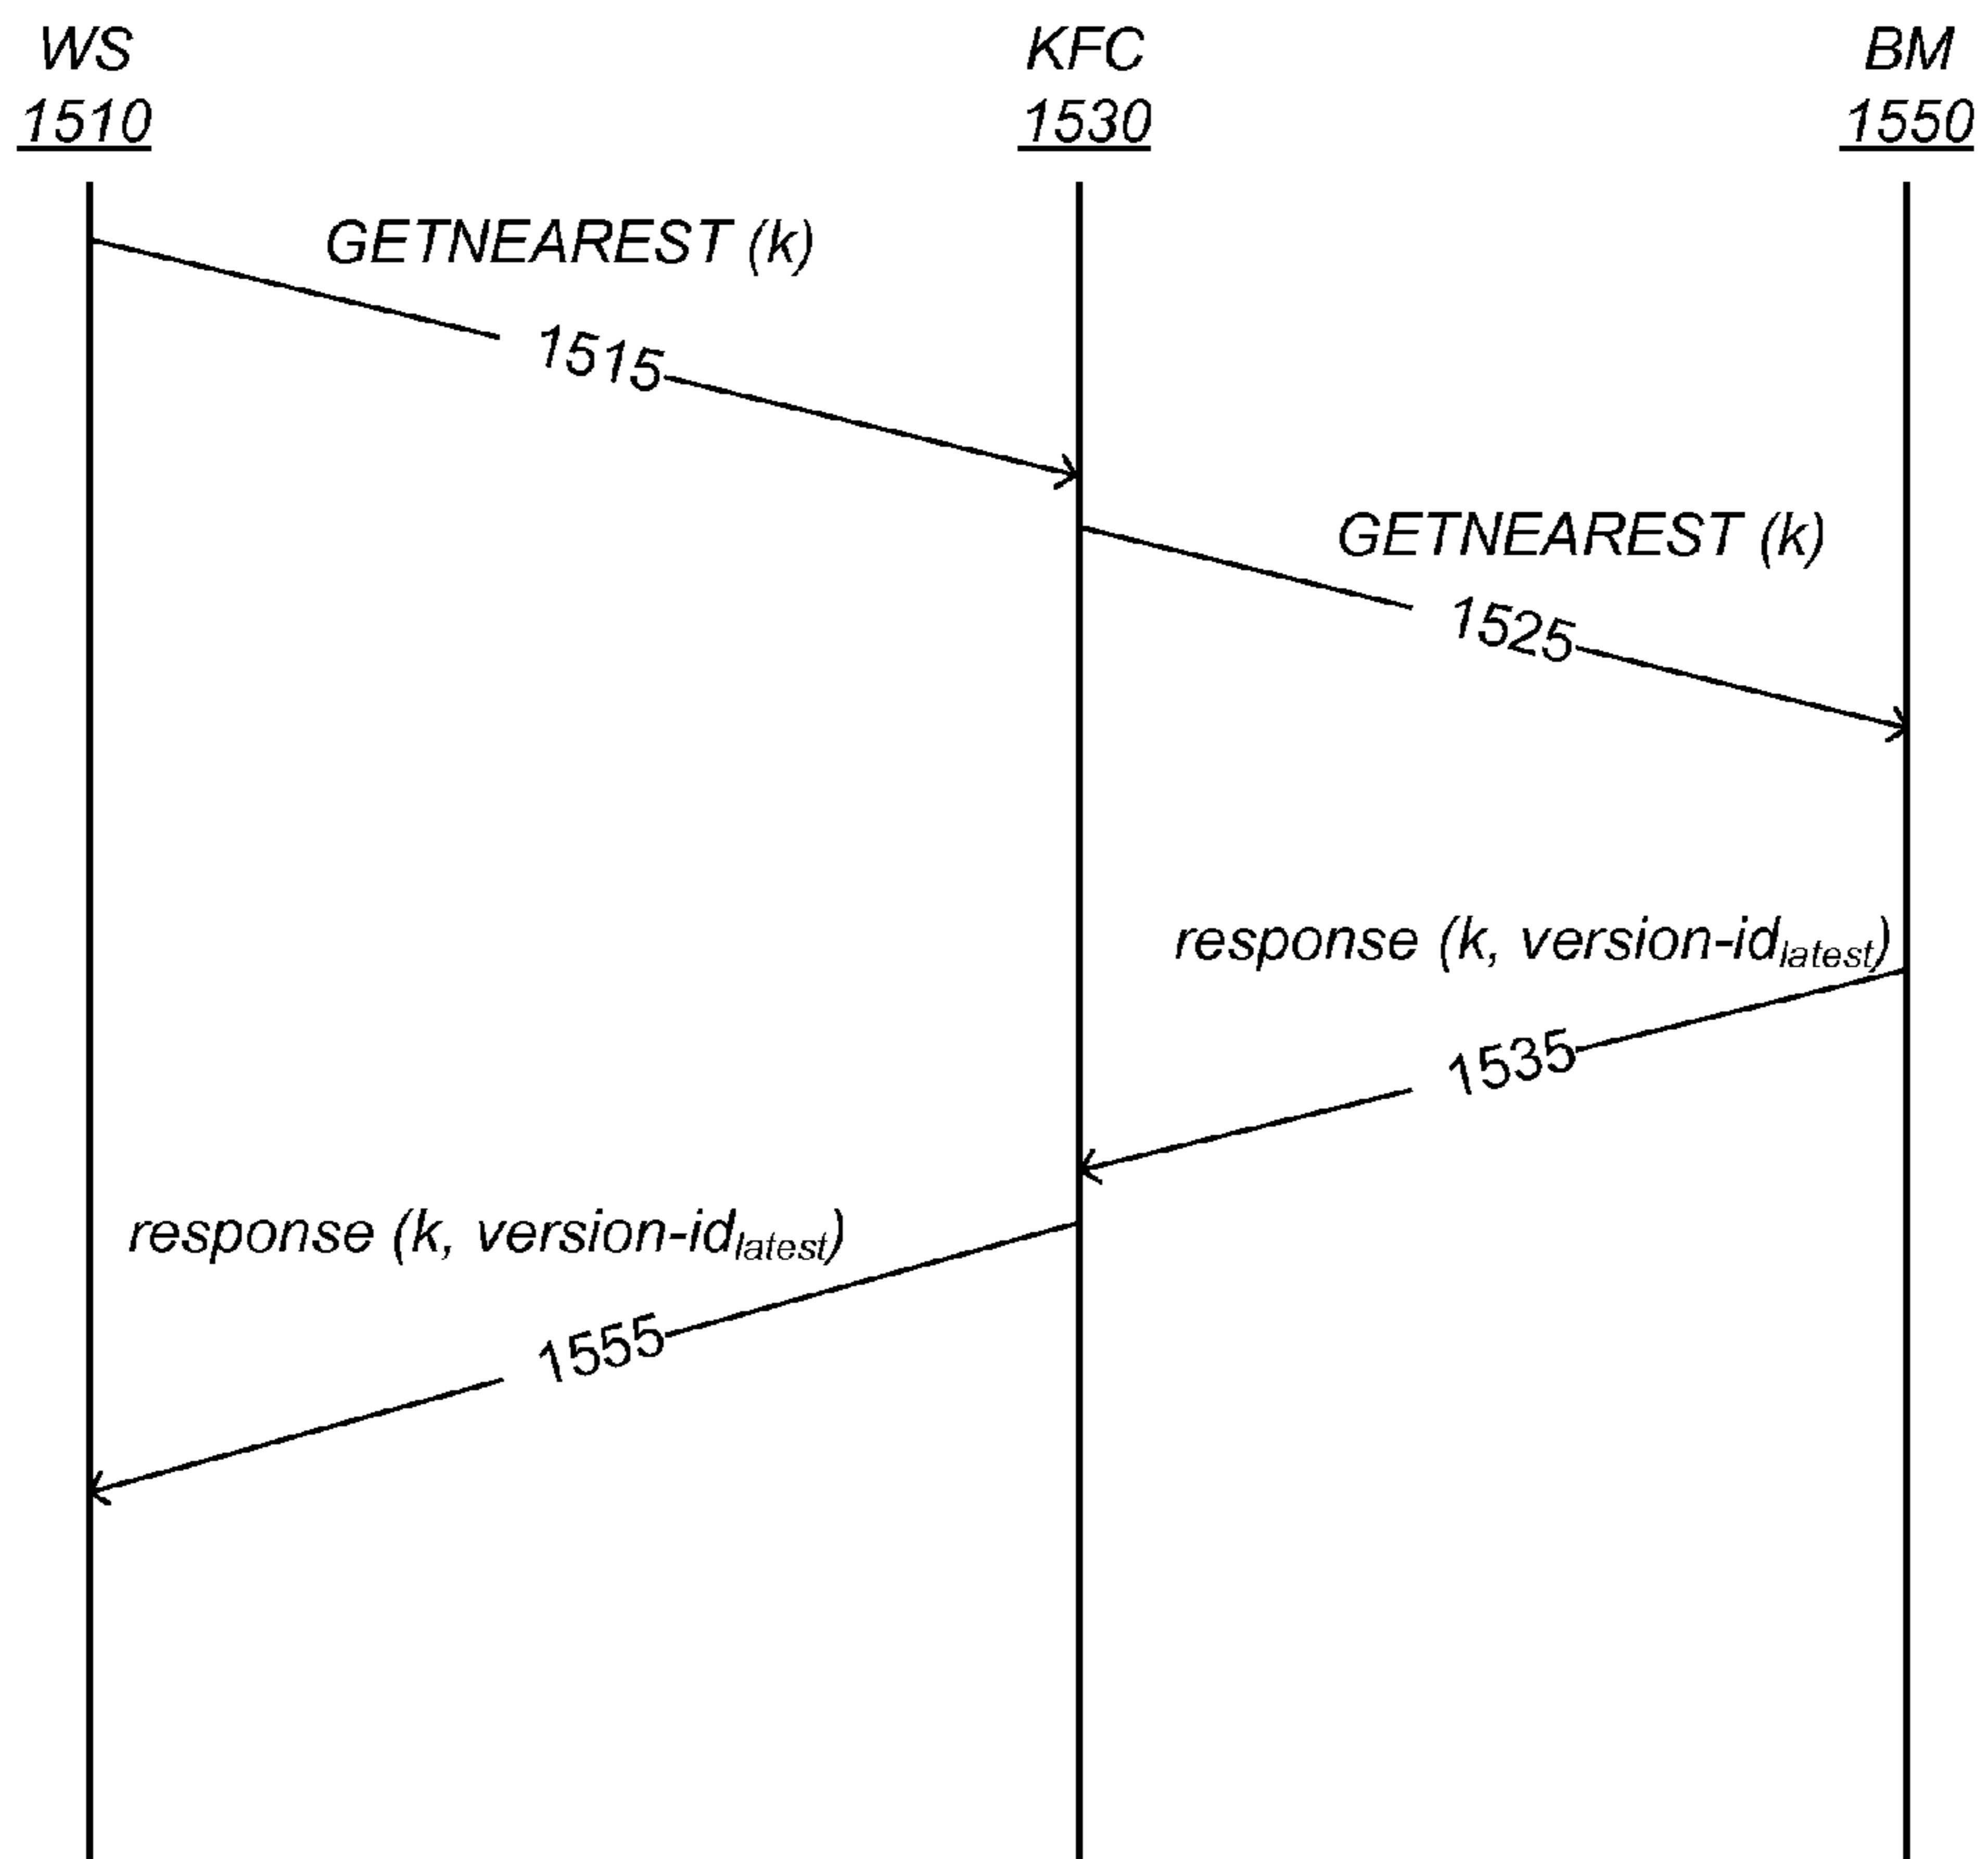 WS
1510
KFC
1530
BM
1550
GETNEAREST (k)
1515
GETNEAREST (k)
1525
response (k, version-idlatest)
1535
response (k, version-idlatest)
1555